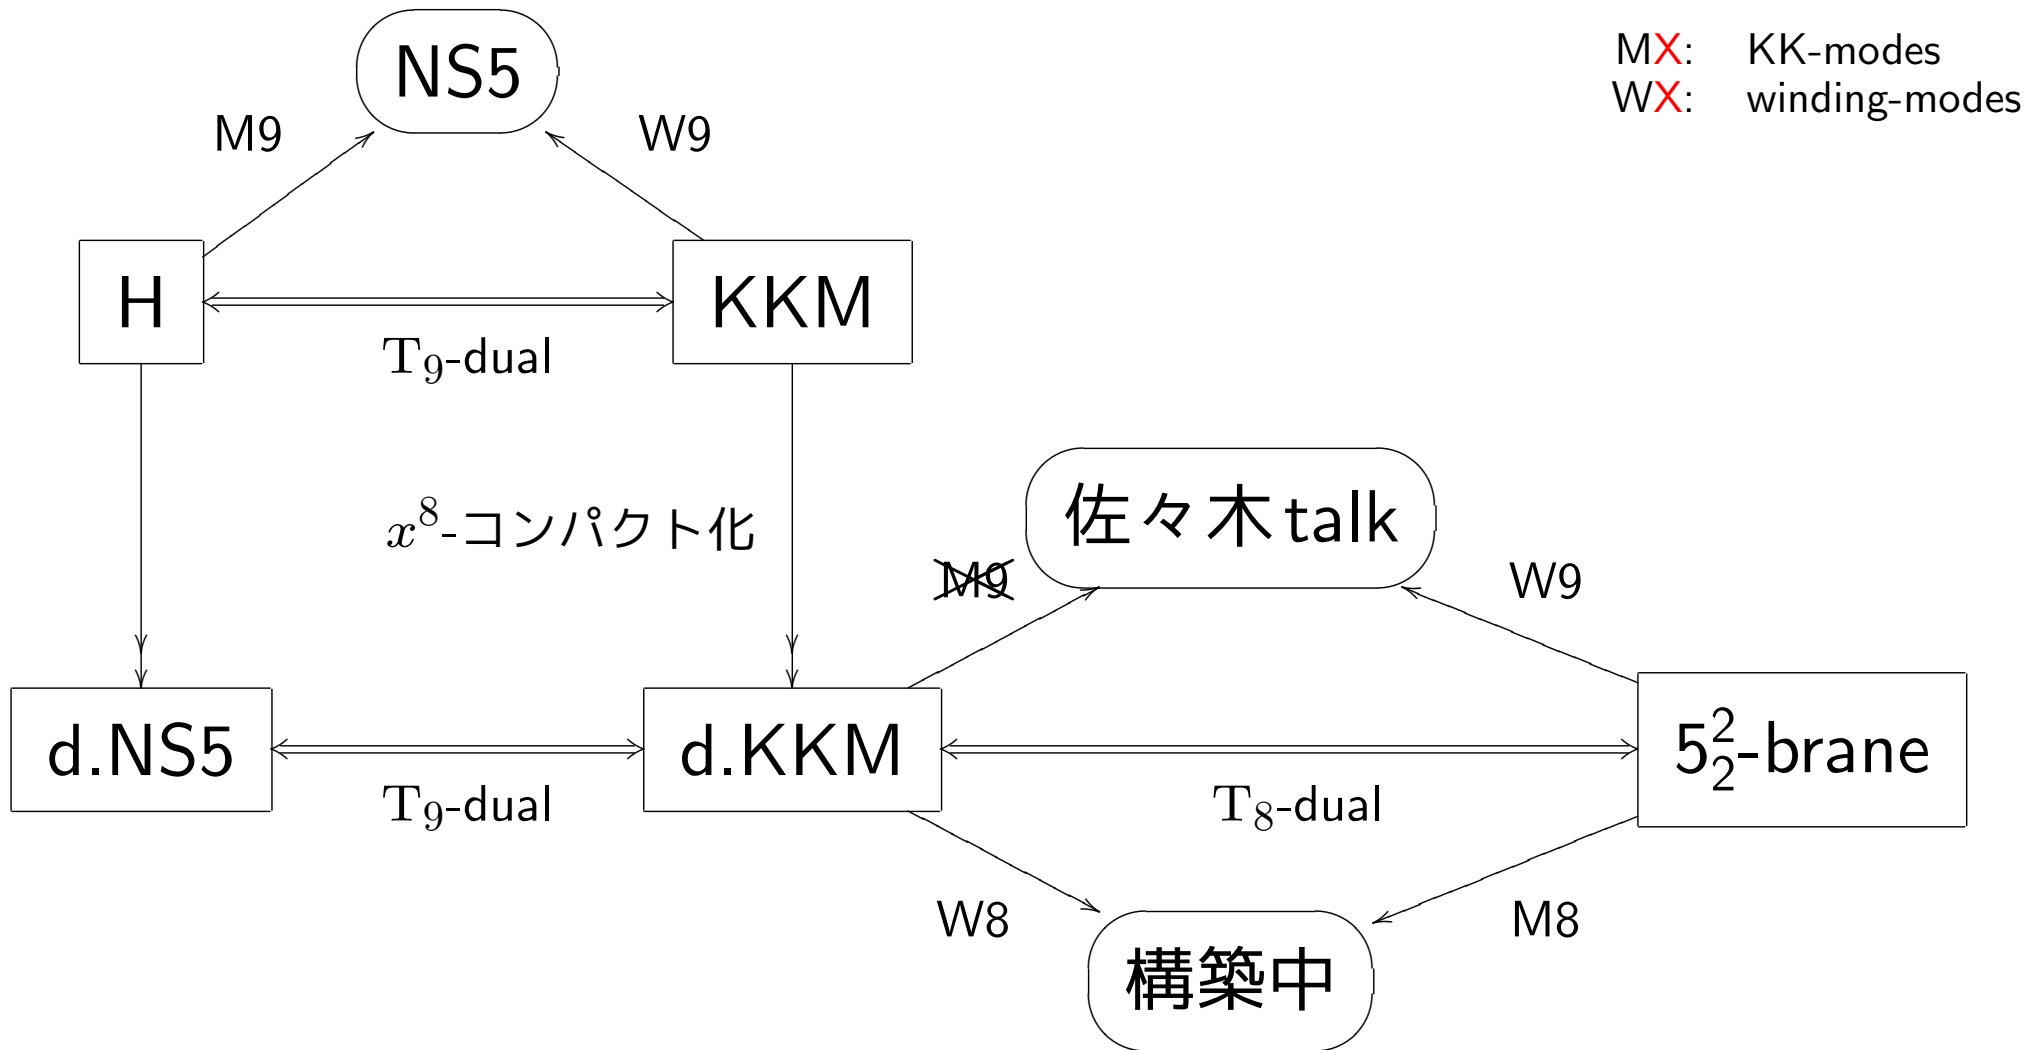 NS5
MX: KK-modes
WX: winding-modes
M9
W9
H
KKM
T₉-dual
x⁸-コンパクト化
佐々木talk
M9
W9
d.NS5
d.KKM
5²₂-brane
T₉-dual
T₈-dual
W8
M8
構築中